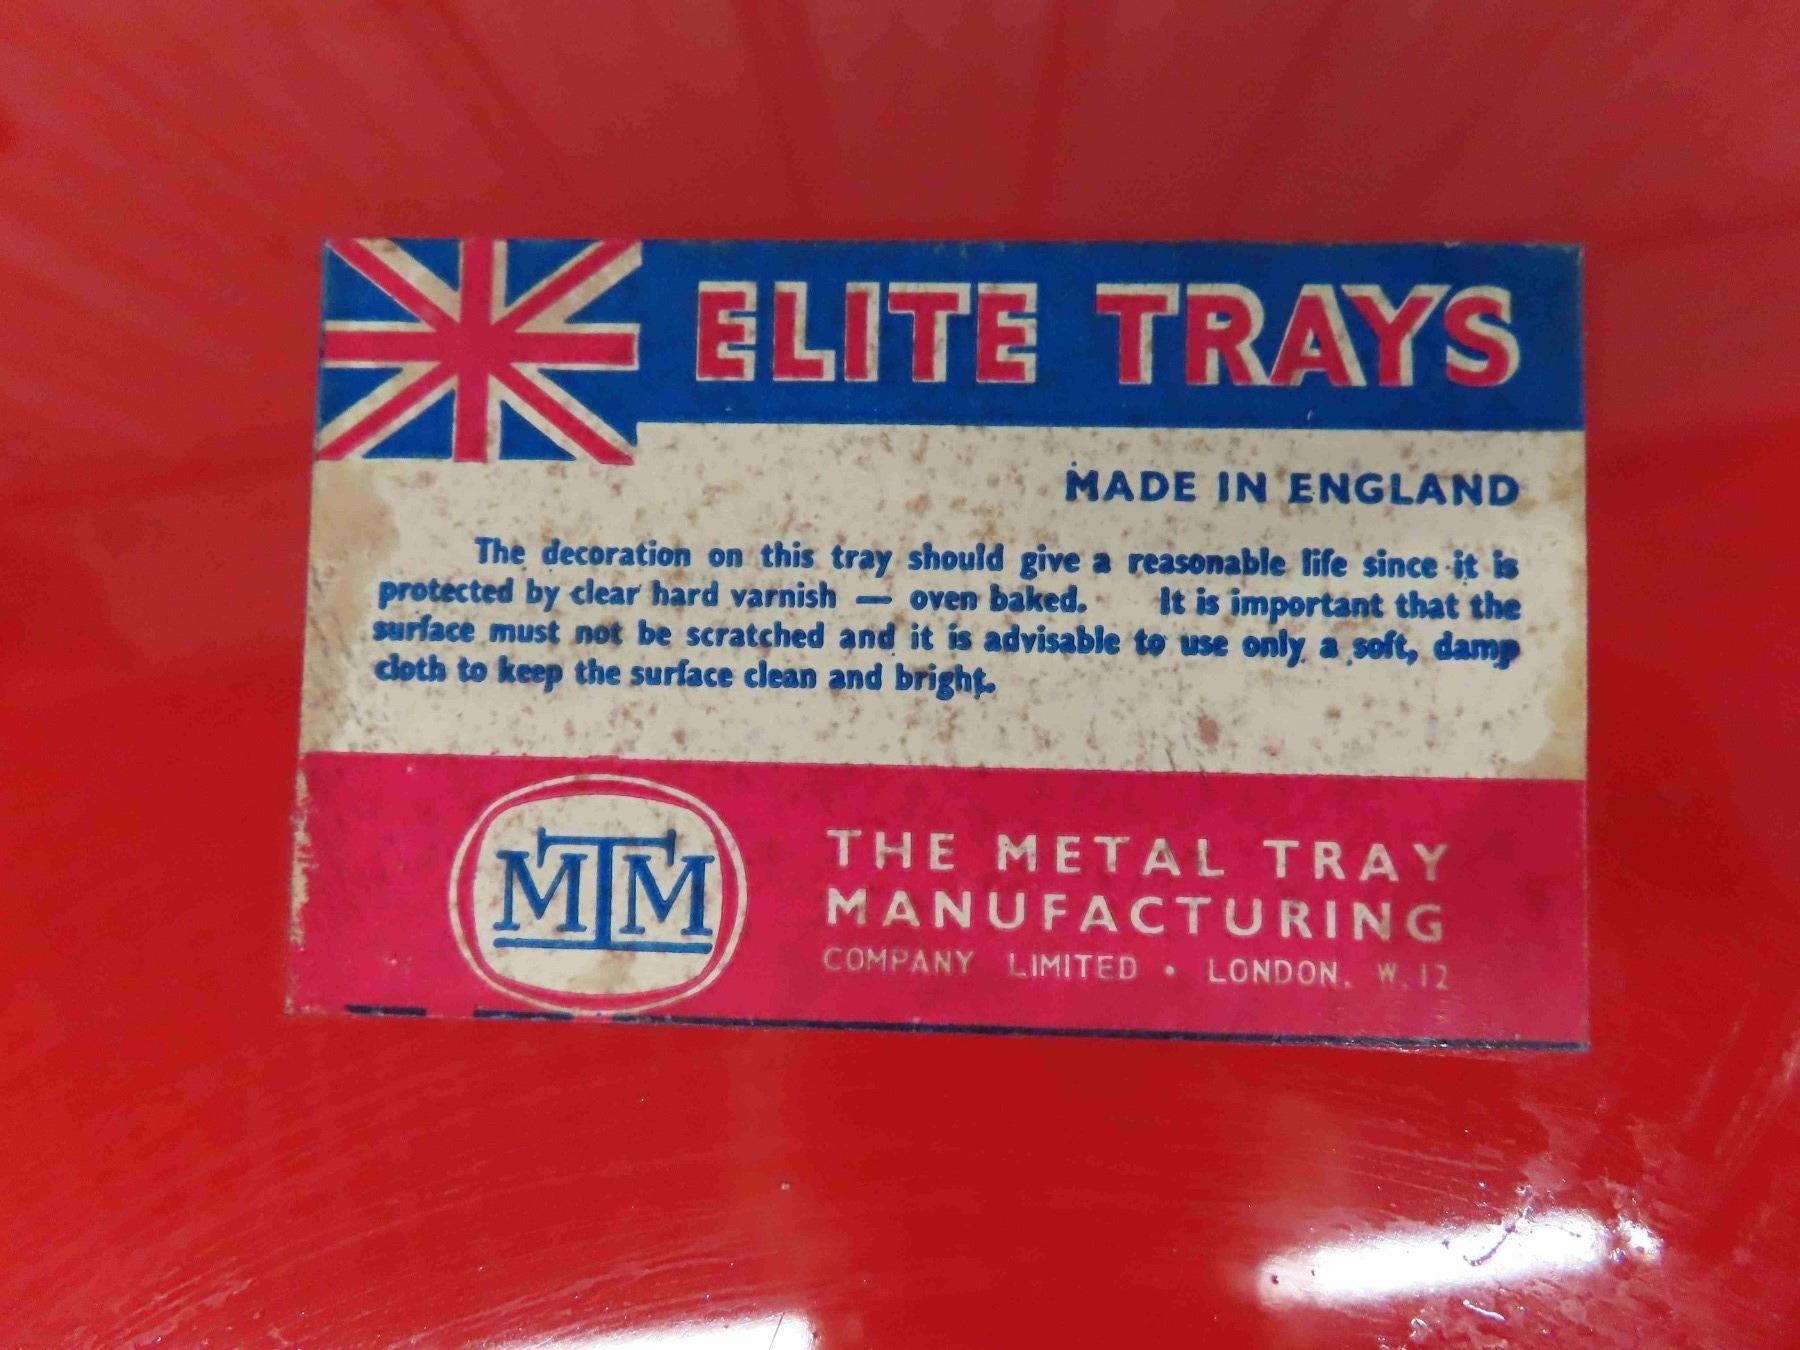 ELITE TRAYS
MADE IN ENGLAND
The decoration on this tray should give a reasonable life since it is
protected by clear hard varnish — oven baked. It is important that the
surface must not be scratched and it is advisable to use only a soft, damp
cloth to keep the surface clean and bright.
MTM
THE METAL TRAY
MANUFACTURING
COMPANY LIMITED • LONDON. W.12